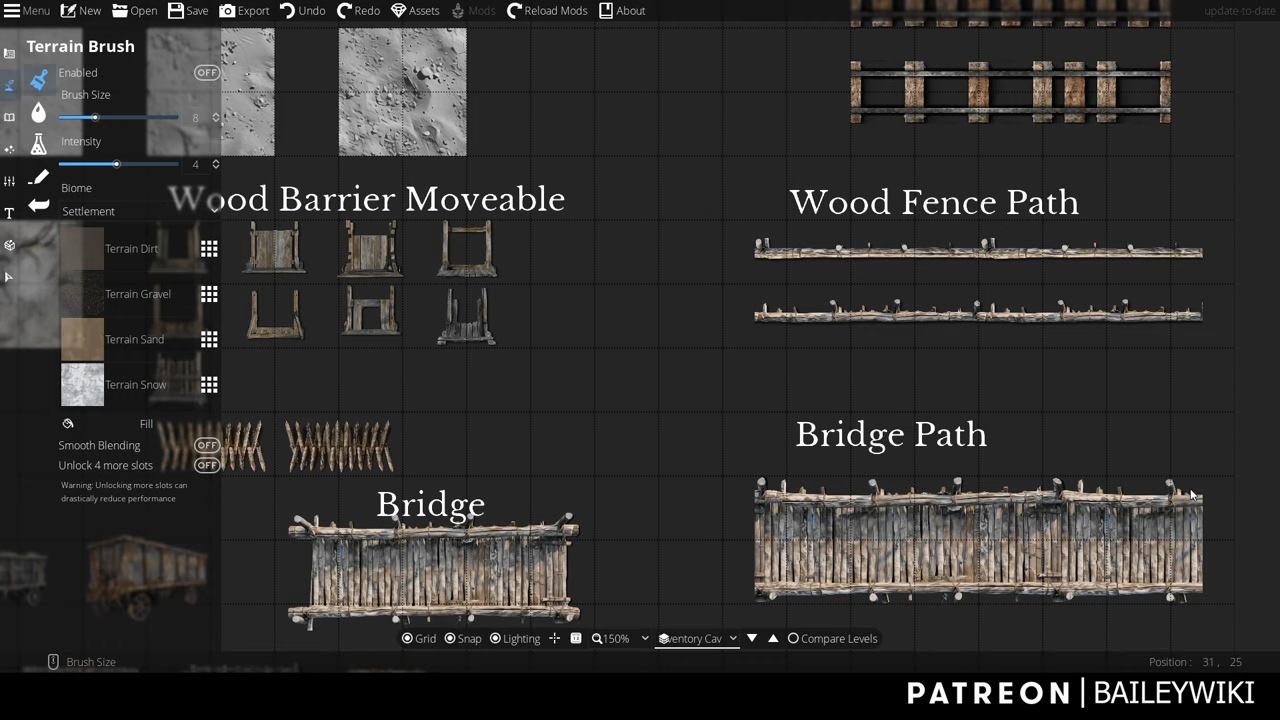 Menu New Open Save Export Undo Redo Assets Mods Reload Mods About update-to-date
Terrain Brush
Enabled OFF
Brush Size
8
Intensity
4
Biome
Settlement
Terrain Dirt
Terrain Gravel
Terrain Sand
Terrain Snow
Fill
Smooth Blending OFF
Unlock 4 more slots OFF
Warning: Unlocking more slots can
drastically reduce performance
Wood Barrier Moveable
Wood Fence Path
Bridge Path
Bridge
Grid Snap Lighting 150% ventory Cav Compare Levels
Brush Size
Position : 31 , 25
PATREON | BAILEYWIKI